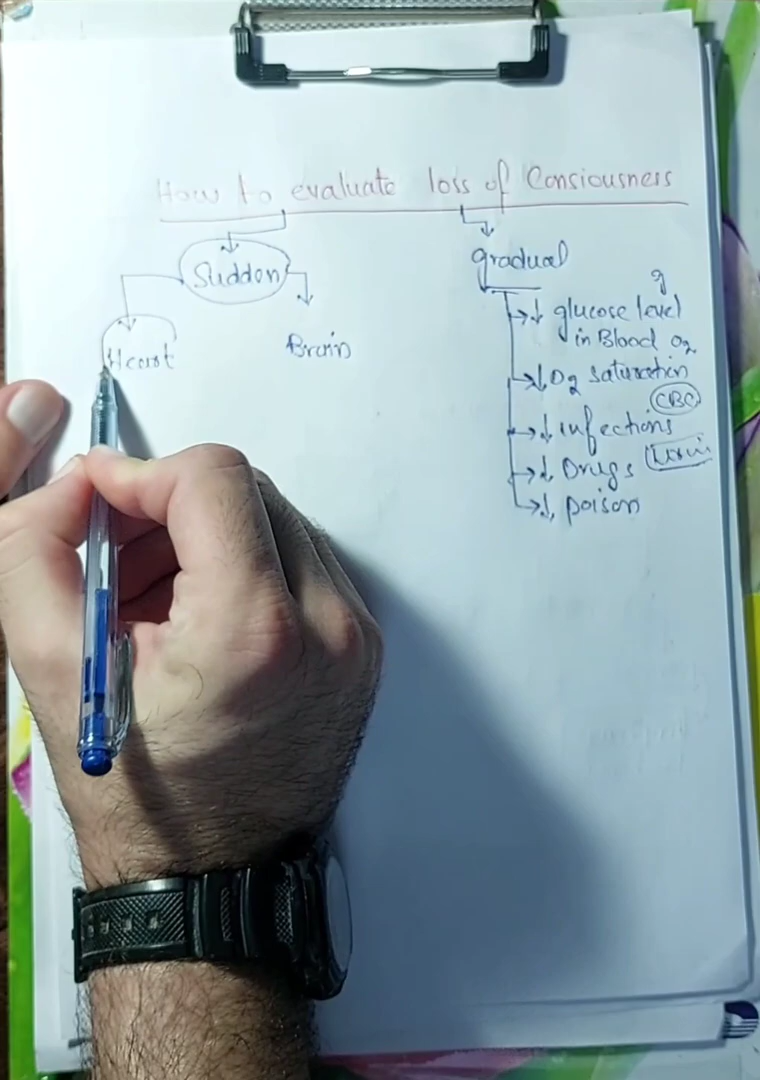 How to evaluate loss of Consiousness
Sudden
Heart
Brain
gradual
g
↓ glucose level
in Blood O2
↓ O2 saturation
CBC
↓ infections
↓ Drugs
↓ poison